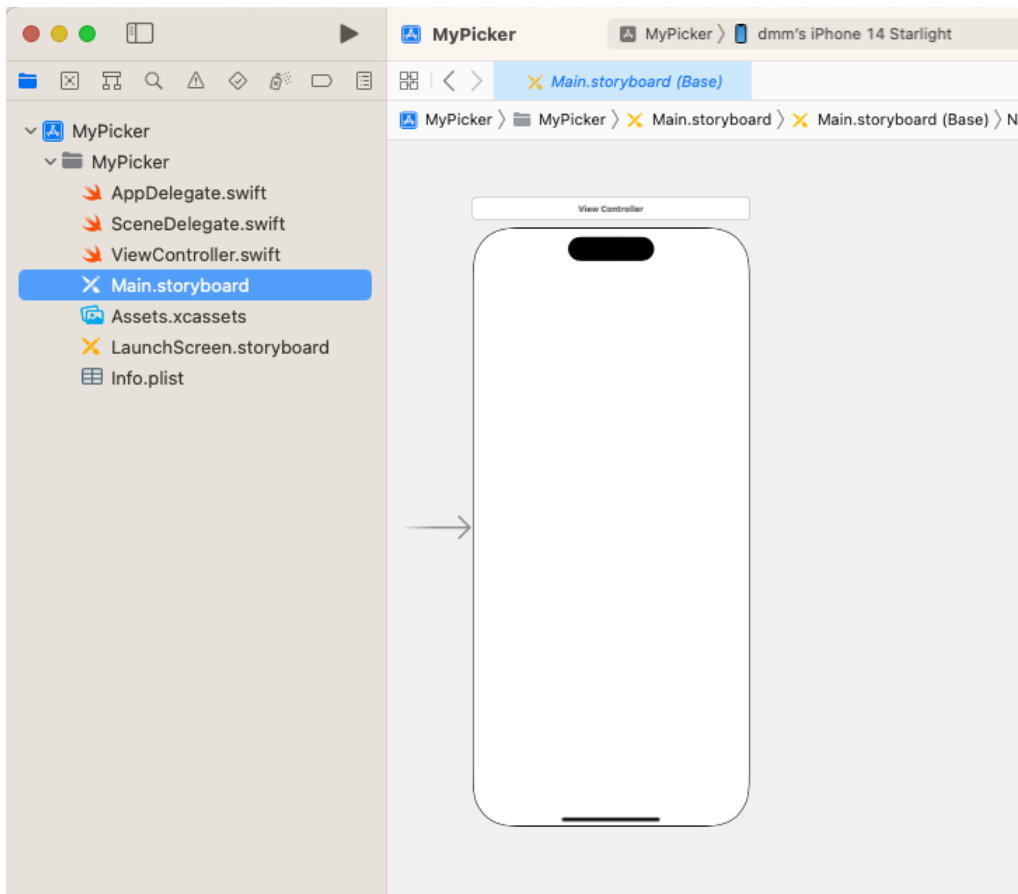 MyPicker
MyPicker 〉 dmm's iPhone 14 Starlight
Main.storyboard (Base)
MyPicker 〉 MyPicker 〉 Main.storyboard 〉 Main.storyboard (Base) 〉 N
MyPicker
MyPicker
AppDelegate.swift
SceneDelegate.swift
ViewController.swift
Main.storyboard
Assets.xcassets
LaunchScreen.storyboard
Info.plist
View Controller